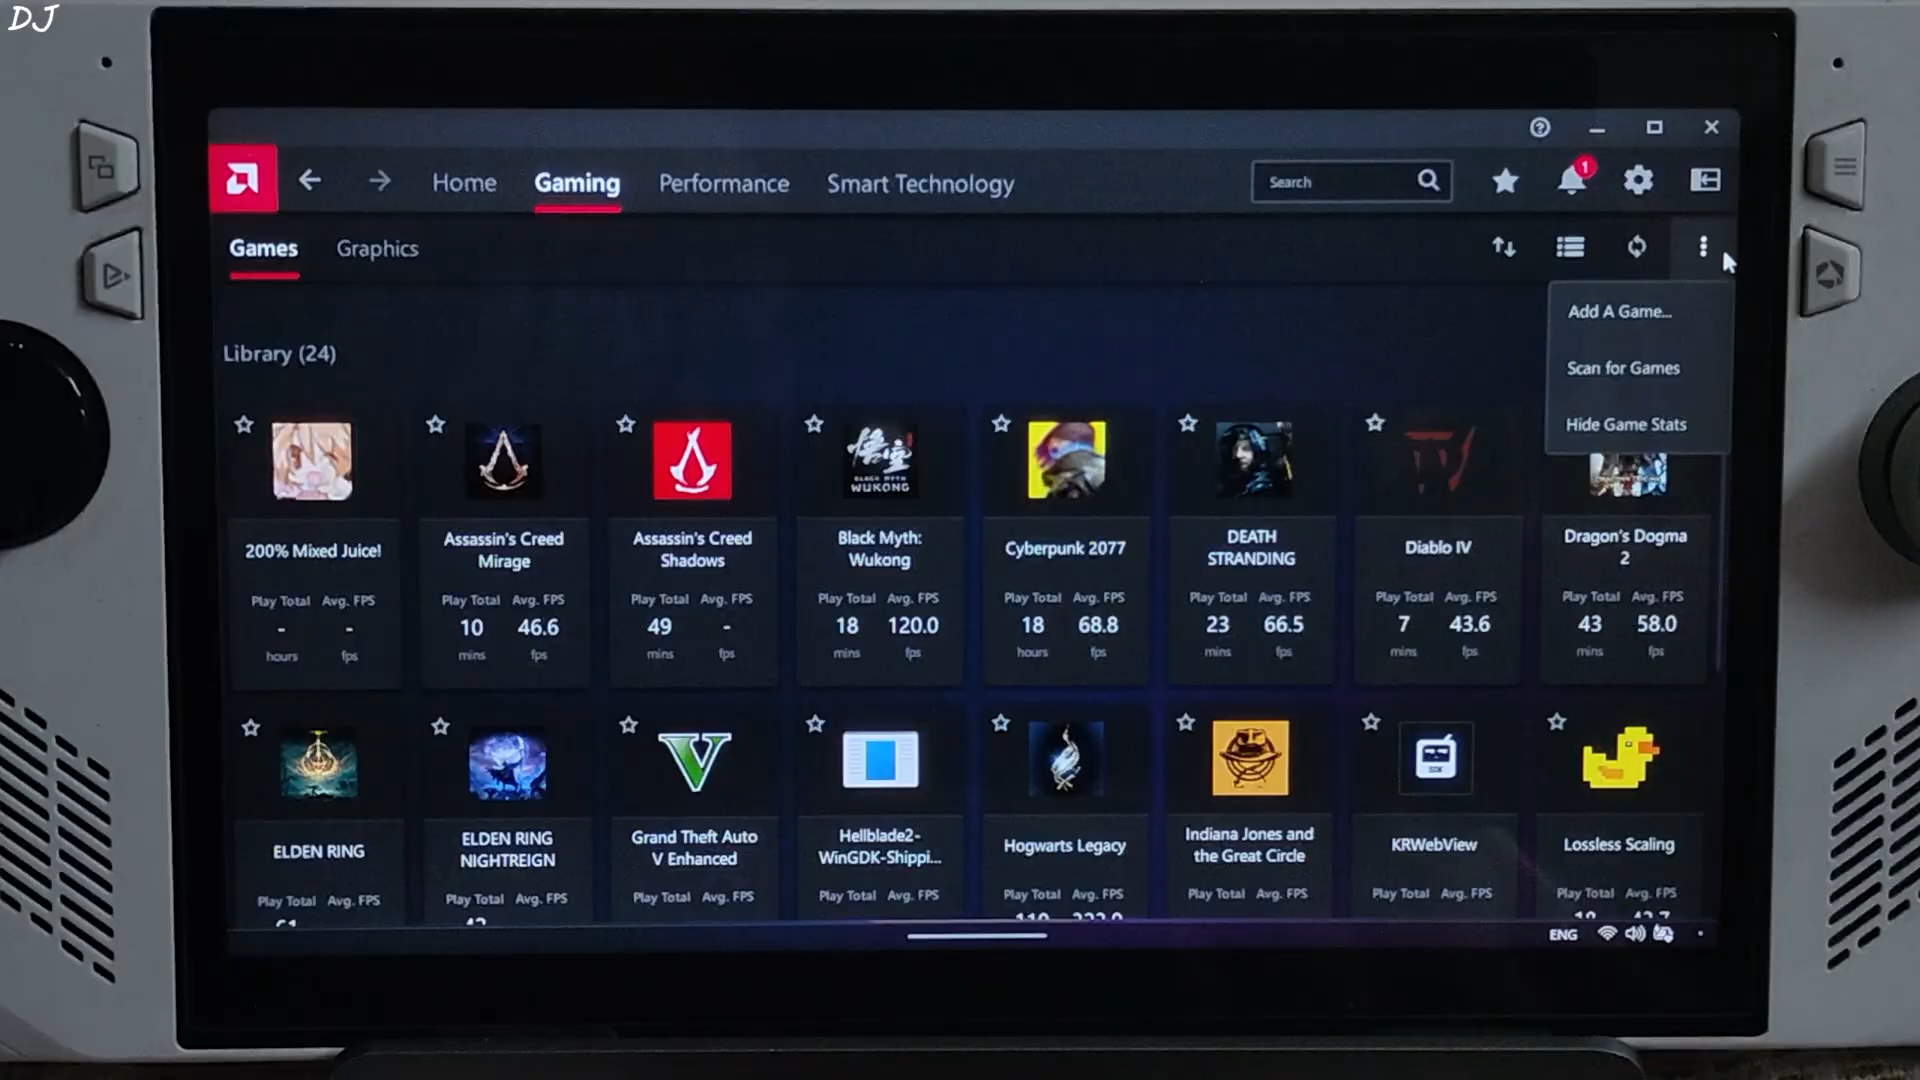 DJ
Home Gaming Performance Smart Technology Search 1
Games Graphics
Add A Game...
Scan for Games
Hide Game Stats
Library (24)
BLACK MYTH
WUKONG
200% Mixed Juice!
Play Total Avg. FPS
- -
hours fps
Assassin's Creed
Mirage
Play Total Avg. FPS
10 46.6
mins fps
Assassin's Creed
Shadows
Play Total Avg. FPS
49 -
mins fps
Black Myth:
Wukong
Play Total Avg. FPS
18 120.0
mins fps
Cyberpunk 2077
Play Total Avg. FPS
18 68.8
hours fps
DEATH
STRANDING
Play Total Avg. FPS
23 66.5
mins fps
Diablo IV
Play Total Avg. FPS
7 43.6
mins fps
Dragon's Dogma
2
Play Total Avg. FPS
43 58.0
mins fps
ELDEN RING
Play Total Avg. FPS
ELDEN RING
NIGHTREIGN
Play Total Avg. FPS
Grand Theft Auto
V Enhanced
Play Total Avg. FPS
Hellblade2-
WinGDK-Shippi...
Play Total Avg. FPS
Hogwarts Legacy
Play Total Avg. FPS
Indiana Jones and
the Great Circle
Play Total Avg. FPS
KRWebView
Play Total Avg. FPS
Lossless Scaling
Play Total Avg. FPS
ENG